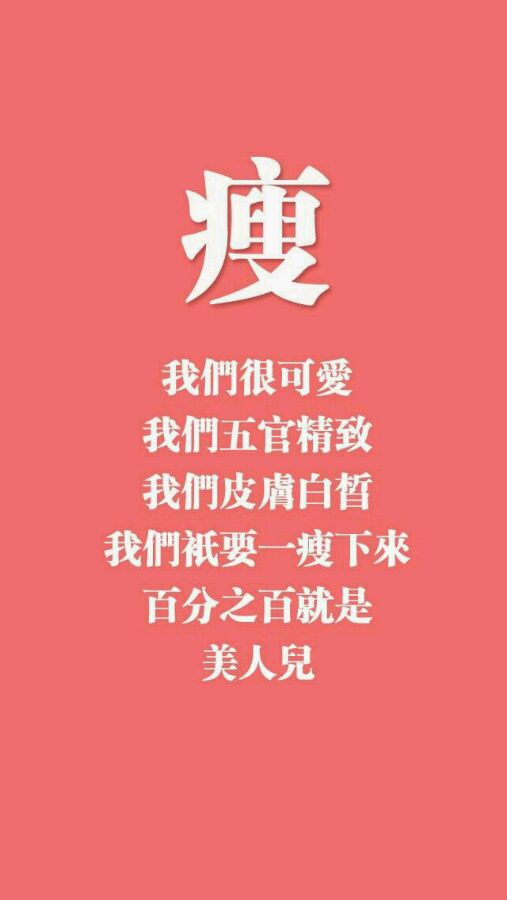 瘦
我們很可愛
我們五官精致
我們皮膚白皙
我們衹要一瘦下來
百分之百就是
美人兒